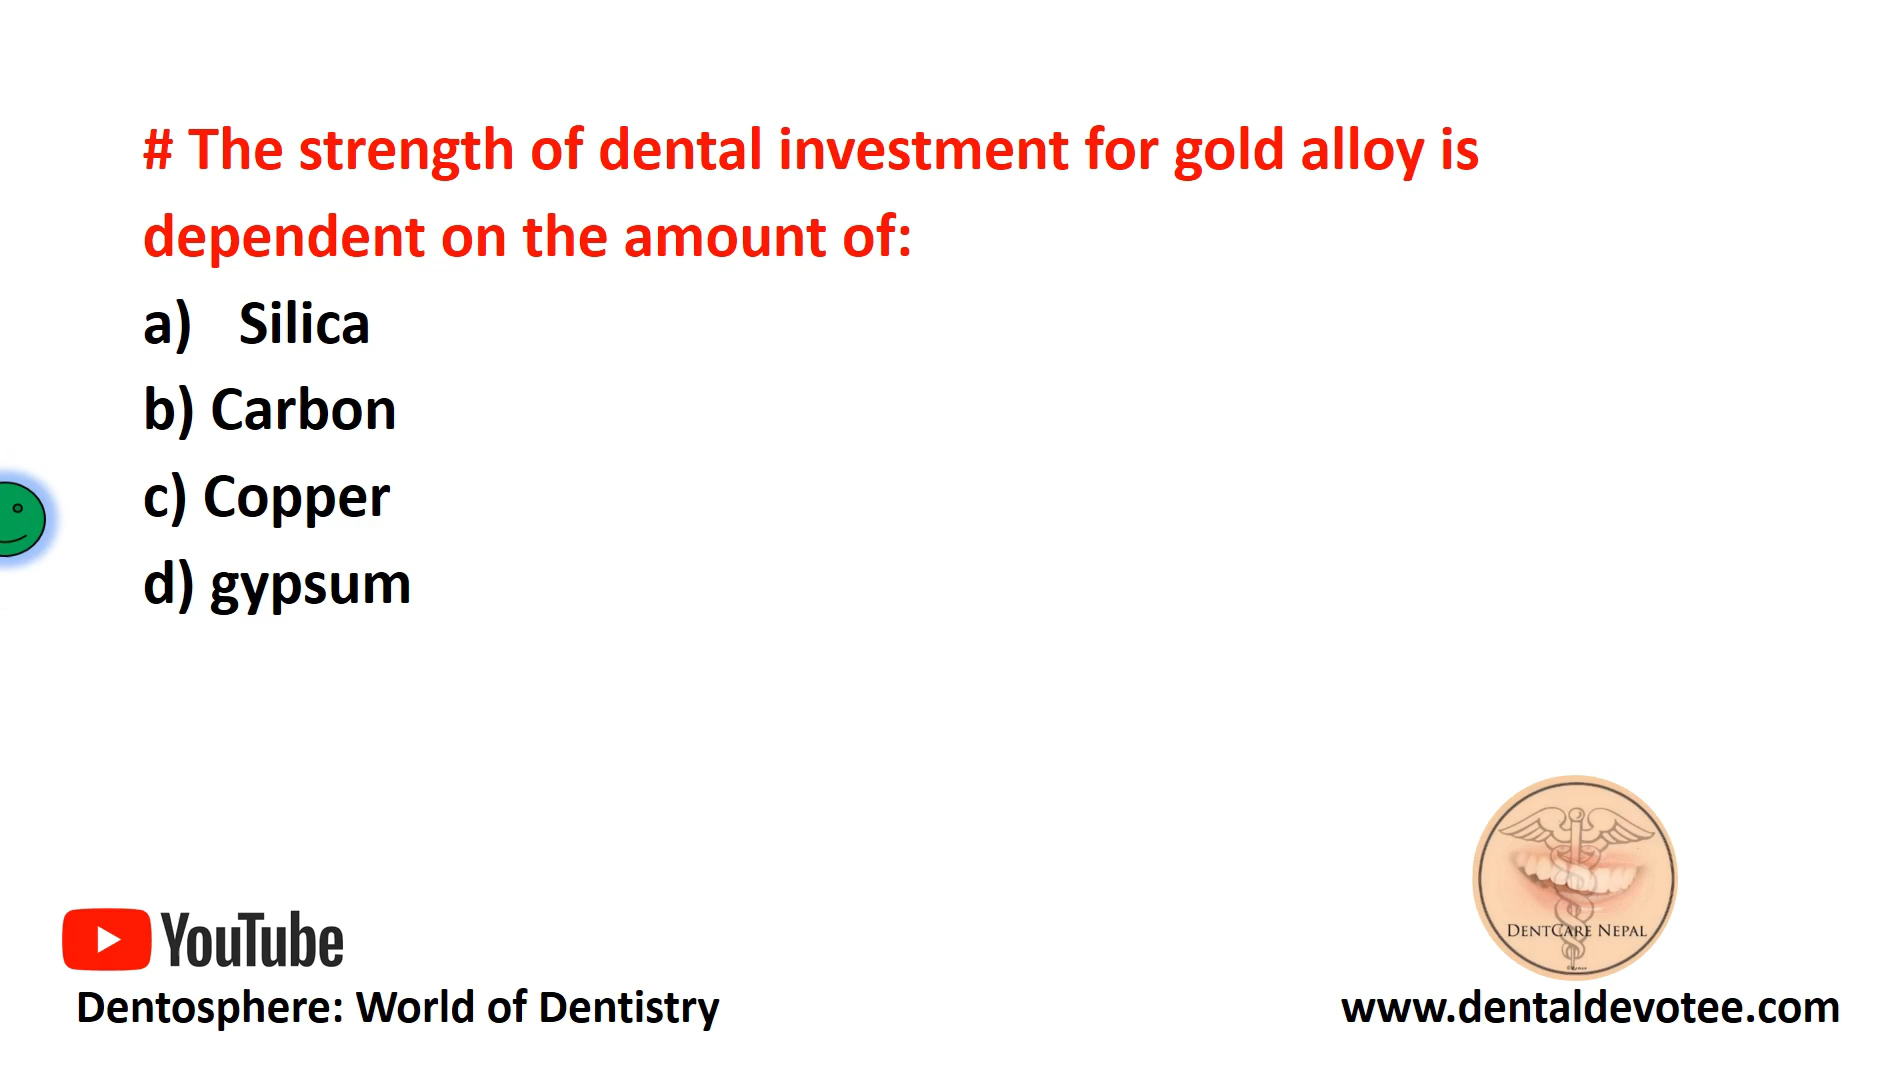 # The strength of dental investment for gold alloy is
dependent on the amount of:
a) Silica
b) Carbon
c) Copper
d) gypsum
DENTCARE NEPAL
YouTube
Dentosphere: World of Dentistry
www.dentaldevotee.com